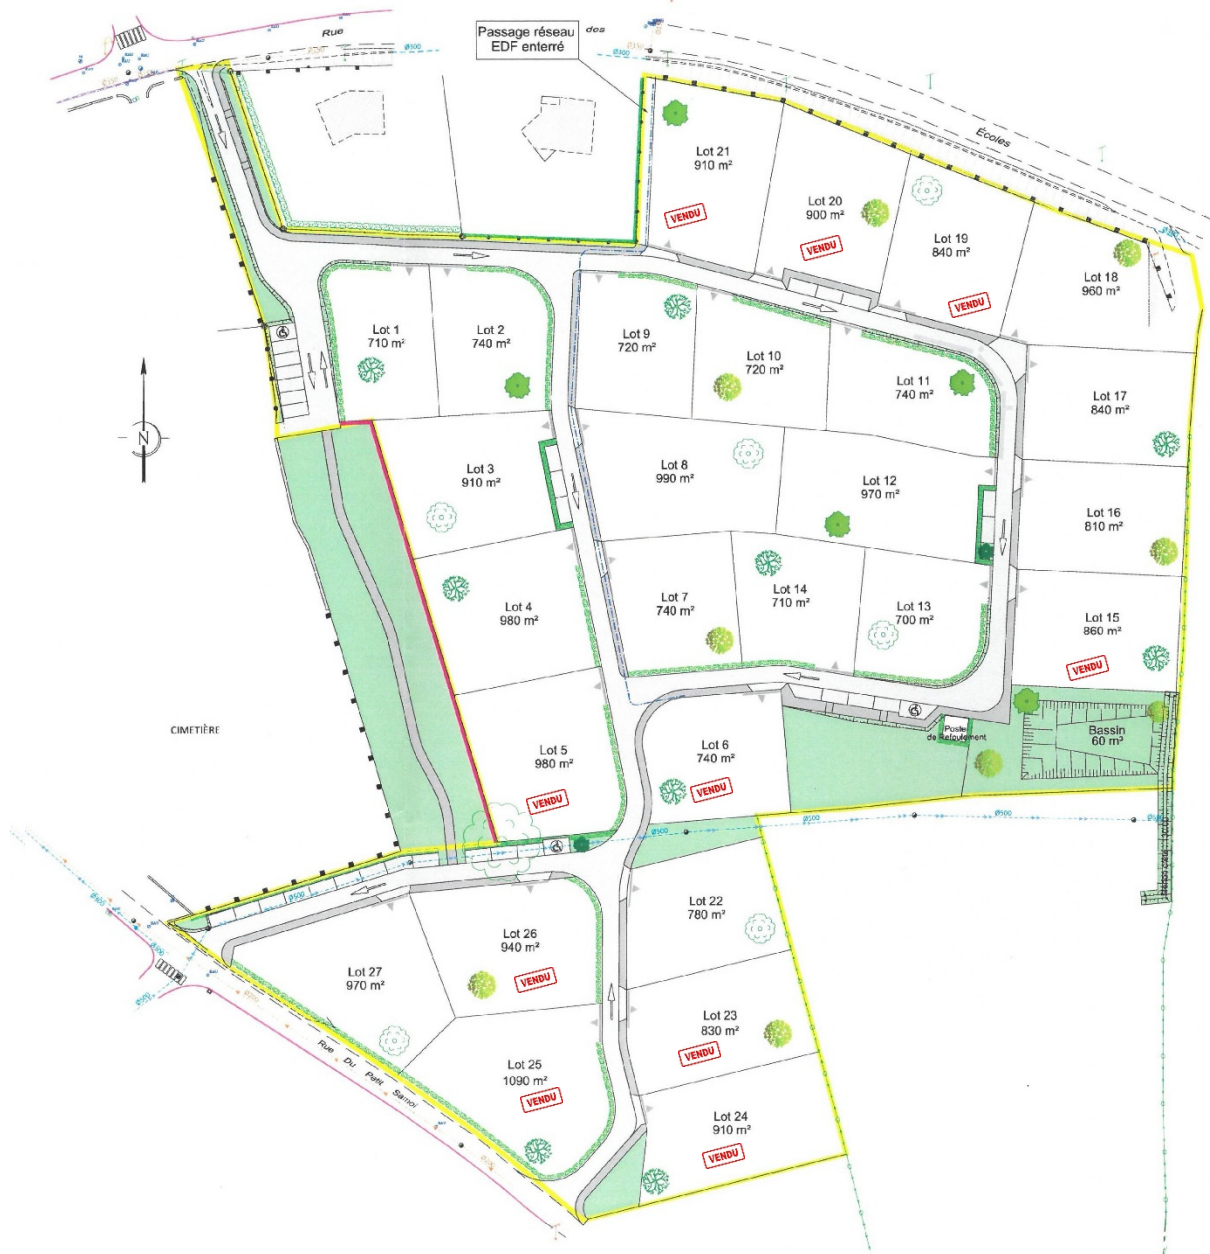 Rue
des
Écoles
Passage réseau
EDF enterré
Ø300
Ø300
Lot 21
910 m²
VENDU
Lot 20
900 m²
VENDU
Lot 19
840 m²
VENDU
Lot 18
960 m²
Lot 1
710 m²
Lot 2
740 m²
Lot 9
720 m²
Lot 10
720 m²
Lot 11
740 m²
Lot 17
840 m²
N
Lot 3
910 m²
Lot 8
990 m²
Lot 12
970 m²
Lot 16
810 m²
Lot 4
980 m²
Lot 7
740 m²
Lot 14
710 m²
Lot 13
700 m²
Lot 15
860 m²
VENDU
CIMETIÈRE
Lot 5
980 m²
VENDU
Lot 6
740 m²
VENDU
Poste
de Refoulement
Bassin
60 m³
Ø500
Ø500
Ø500
Ø500
Lot 22
780 m²
Lot 26
940 m²
VENDU
Lot 27
970 m²
Lot 23
830 m²
VENDU
Lot 25
1090 m²
VENDU
Lot 24
910 m²
VENDU
Rue Du Petit Samoi